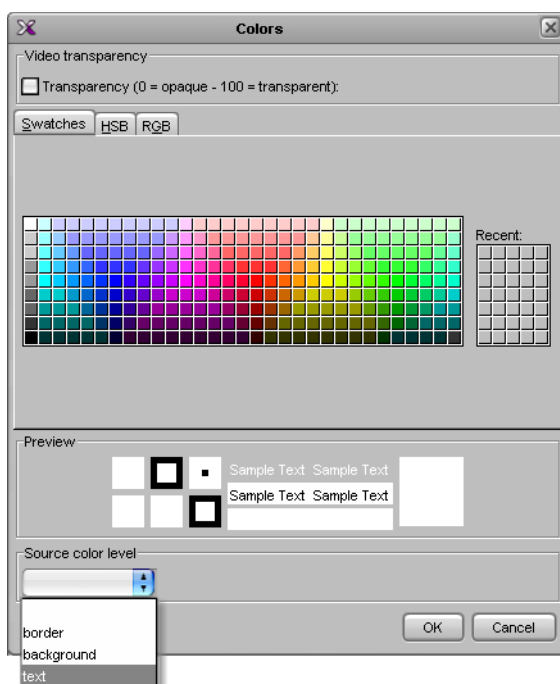 Colors
Video transparency
Transparency (0 = opaque - 100 = transparent):
Swatches HSB RGB
Recent:
Preview
Sample Text Sample Text
Sample Text Sample Text
Source color level
border
background
text
OK Cancel